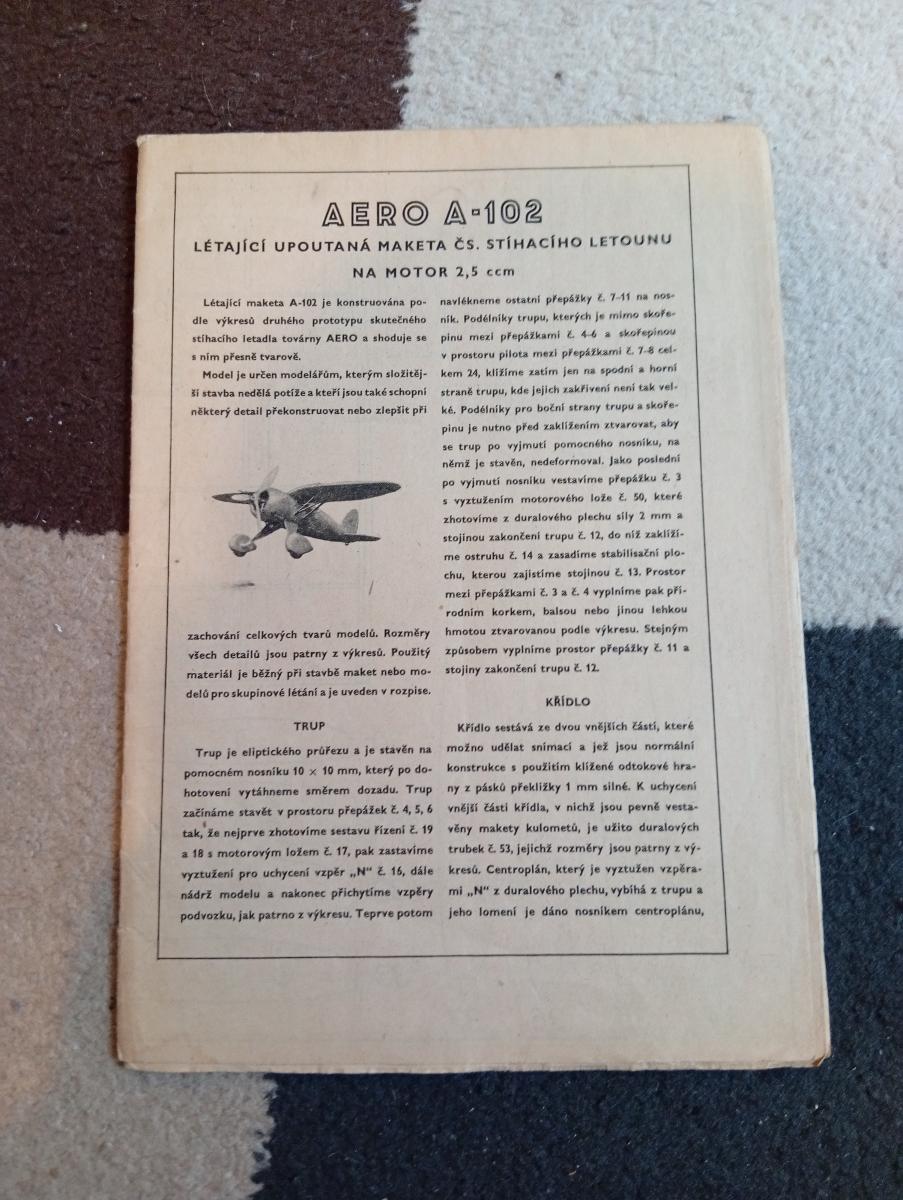 AERO A-102
LÉTAJÍCÍ UPOUTANÁ MAKETA ČS. STÍHACÍHO LETOUNU
NA MOTOR 2,5 ccm
Létající maketa A-102 je konstruována po-
dle výkresů druhého prototypu skutečného
stíhacího letadla továrny AERO a shoduje se
s ním přesně tvarově.
Model je určen modelářům, kterým složitěj-
ší stavba nedělá potíže a kteří jsou také schopni
některý detail překonstruovat nebo zlepšit při
zachování celkových tvarů modelů. Rozměry
všech detailů jsou patrny z výkresů. Použitý
materiál je běžný při stavbě maket nebo mo-
delů pro skupinové létání a je uveden v rozpise.
TRUP
Trup je eliptického průřezu a je stavěn na
pomocném nosníku 10 × 10 mm, který po do-
hotovení vytáhneme směrem dozadu. Trup
začínáme stavět v prostoru přepážek č. 4, 5, 6
tak, že nejprve zhotovíme sestavu řízení č. 19
a 18 s motorovým ložem č. 17, pak zastavíme
vyztužení pro uchycení vzpěr „N" č. 16, dále
nádrž modelu a nakonec přichytíme vzpěry
podvozku, jak patrno z výkresu. Teprve potom
navlékneme ostatní přepážky č. 7-11 na nos-
ník. Podélníky trupu, kterých je mimo skoře-
pinu mezi přepážkami č. 4-6 a skořepinou
v prostoru pilota mezi přepážkami č. 7-8 cel-
kem 24, klížíme zatím jen na spodní a horní
straně trupu, kde jejich zakřivení není tak vel-
ké. Podélníky pro boční strany trupu a skoře-
pinu je nutno před zaklížením ztvarovat, aby
se trup po vyjmutí pomocného nosníku, na
němž je stavěn, nedeformoval. Jako poslední
po vyjmutí nosníku vestavíme přepážku č. 3
s vyztužením motorového lože č. 50, které
zhotovíme z duralového plechu síly 2 mm a
stojinou zakončení trupu č. 12, do níž zaklíží-
me ostruhu č. 14 a zasadíme stabilisační plo-
chu, kterou zajistíme stojinou č. 13. Prostor
mezi přepážkami č. 3 a č. 4 vyplníme pak pří-
rodním korkem, balsou nebo jinou lehkou
hmotou ztvarovanou podle výkresu. Stejným
způsobem vyplníme prostor přepážky č. 11 a
stojiny zakončení trupu č. 12.
KŘÍDLO
Křídlo sestává ze dvou vnějších částí, které
možno udělat snímací a jež jsou normální
konstrukce s použitím klížené odtokové hra-
ny z pásků překližky 1 mm silné. K uchycení
vnější části křídla, v nichž jsou pevně vesta-
věny makety kulometů, je užito duralových
trubek č. 53, jejichž rozměry jsou patrny z vý-
kresů. Centroplán, který je vyztužen vzpěra-
mi „N" z duralového plechu, vybíhá z trupu a
jeho lomení je dáno nosníkem centroplánu,